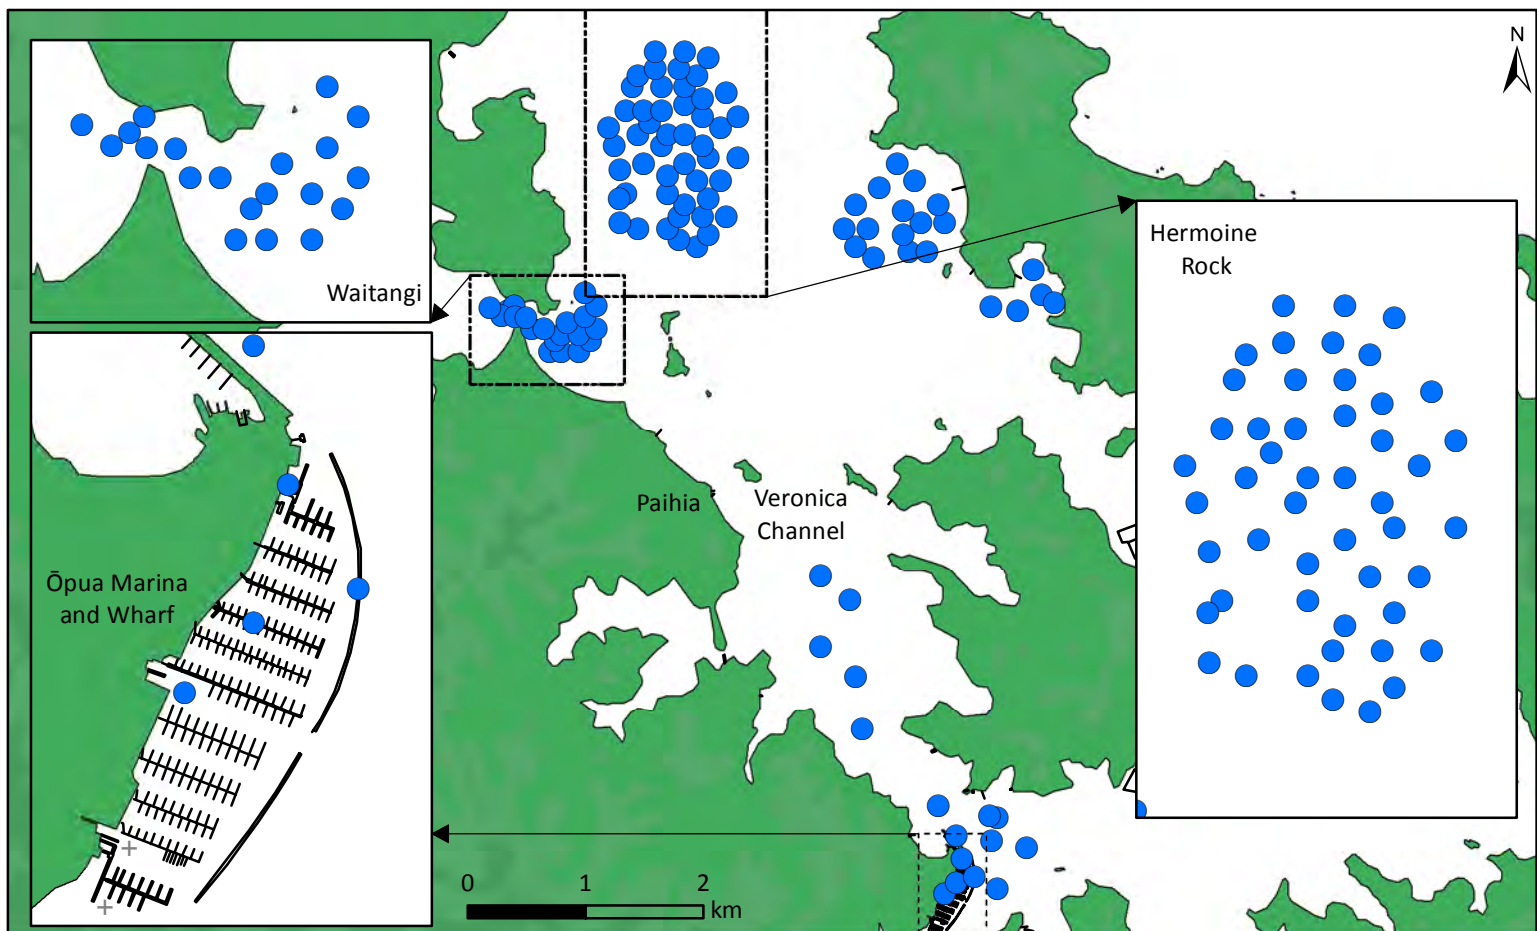 N
Hermoine
Rock
Waitangi
Paihia
Veronica
Channel
Ōpua Marina
and Wharf
0 1 2
km